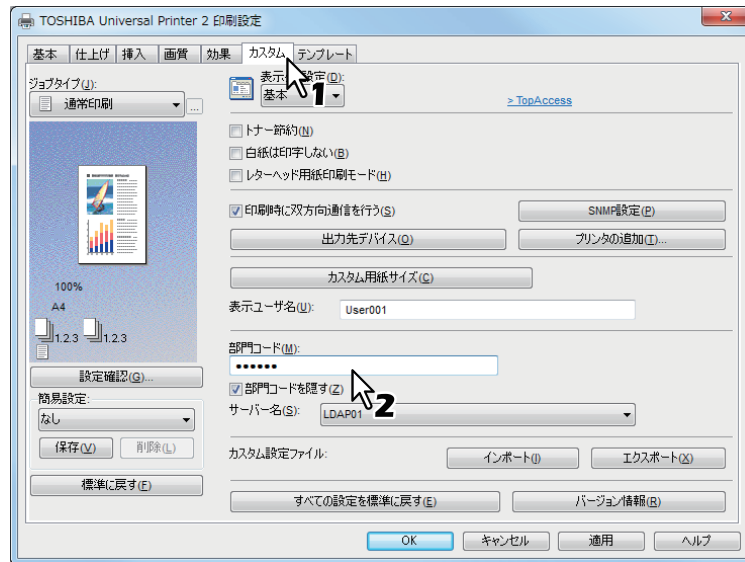 TOSHIBA Universal Printer 2 印刷設定
基本 仕上げ 挿入 画質 効果 カスタム テンプレート
ジョブタイプ(J):
通常印刷
...
100%
A4
1.2.3 1.2.3
設定確認(G)...
簡易設定:
なし
保存(V) 削除(L)
標準に戻す(F)
設定(D):
基本
1
> TopAccess
トナー節約(N)
白紙は印字しない(B)
レターヘッド用紙印刷モード(H)
印刷時に双方向通信を行う(S) SNMP設定(P)
出力先デバイス(O) プリンタの追加(T)...
カスタム用紙サイズ(C)
表示ユーザ名(U): User001
部門コード(M):
••••••
部門コードを隠す(Z)
2
サーバー名(S): LDAP01
カスタム設定ファイル: インポート(I) エクスポート(X)
すべての設定を標準に戻す(E) バージョン情報(R)
OK キャンセル 適用 ヘルプ